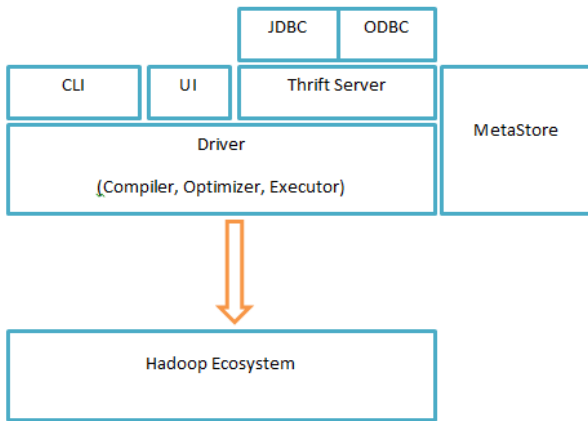 JDBC
ODBC
CLI
UI
Thrift Server
MetaStore
Driver
(Compiler, Optimizer, Executor)
Hadoop Ecosystem